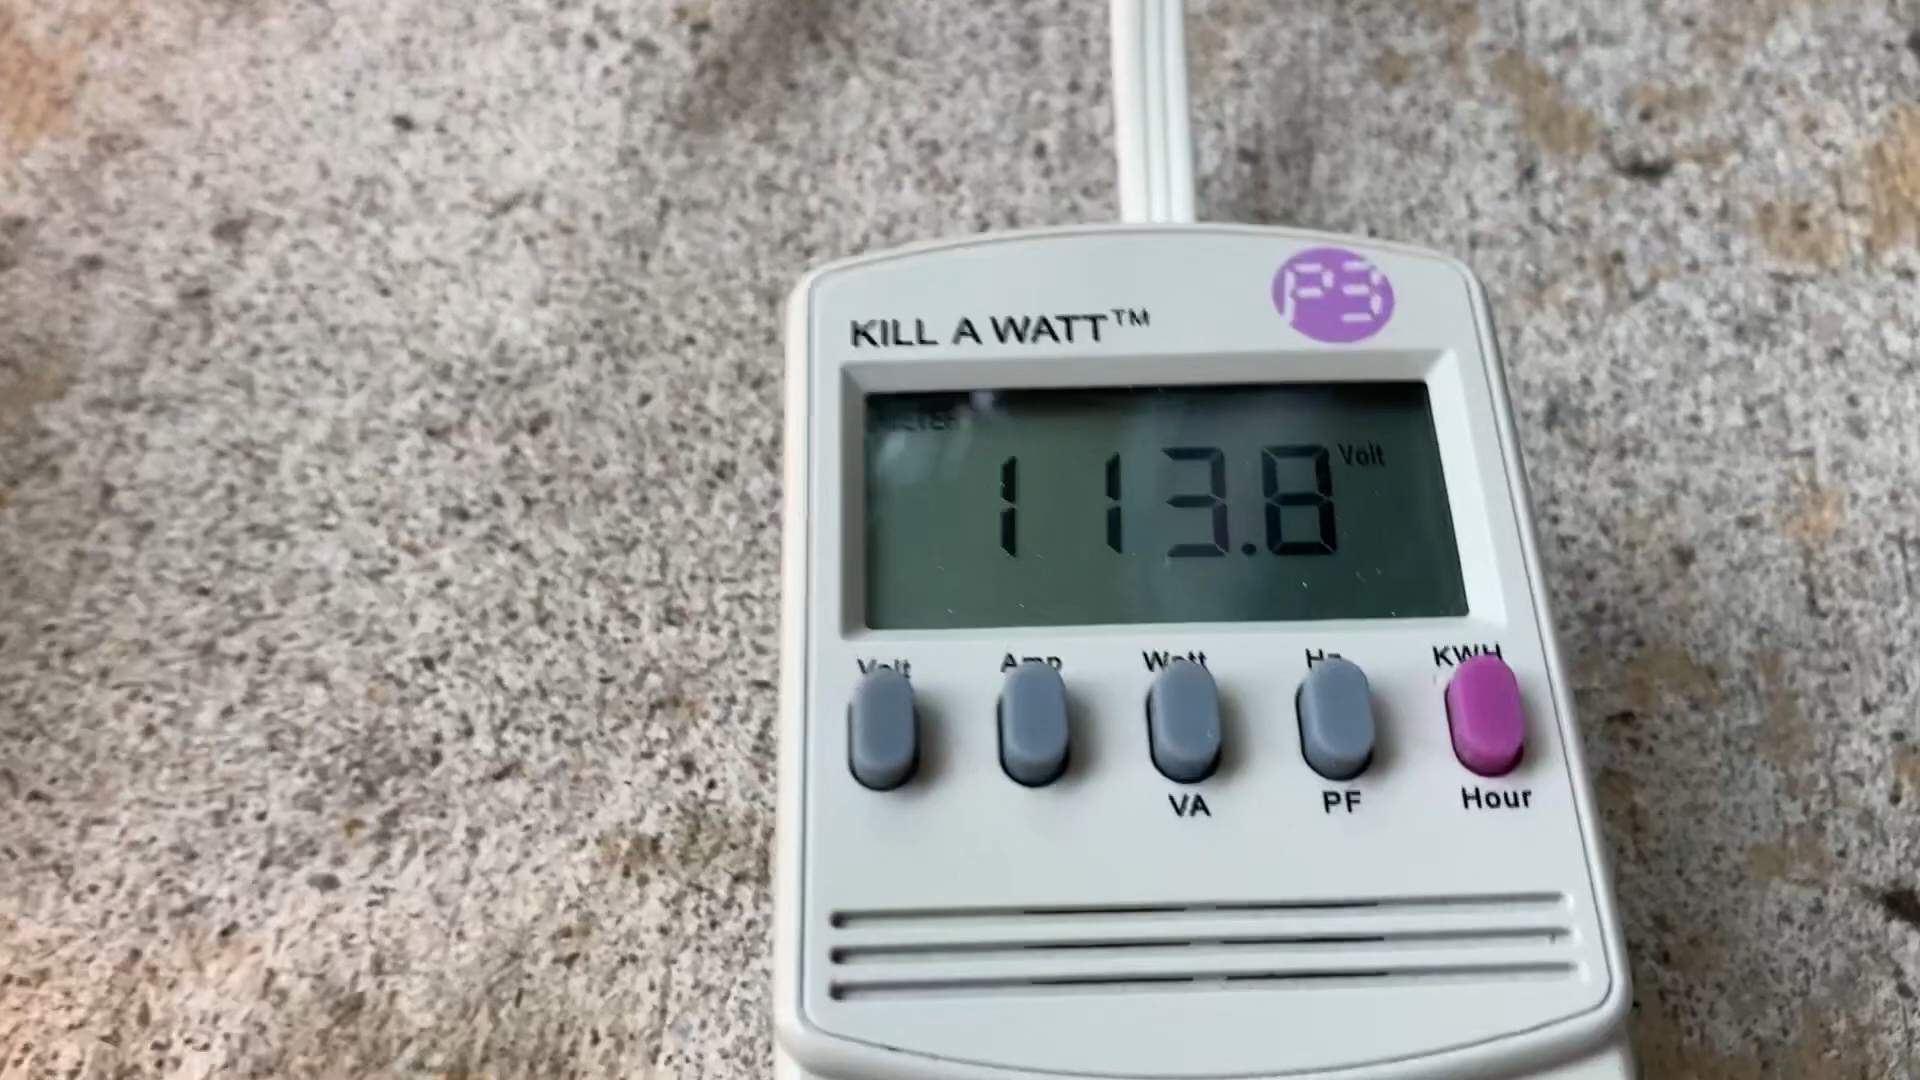 KILL A WATT™
P3
113.8 Volt
Volt Amp Watt Hz KWH
VA PF Hour